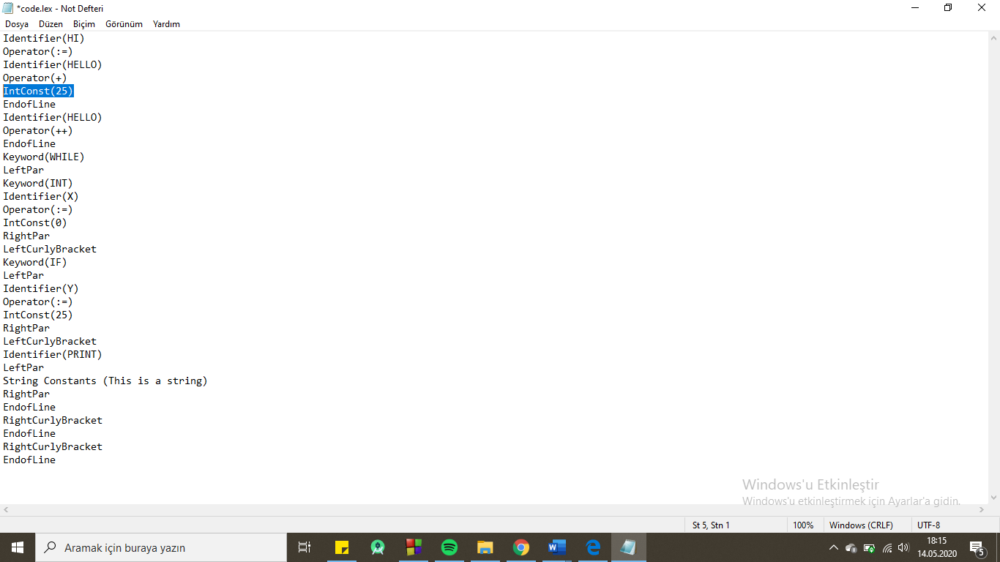 *code.lex - Not Defteri
Dosya Düzen Biçim Görünüm Yardım
Identifier(HI)
Operator(:=)
Identifier(HELLO)
Operator(+)
IntConst(25)
EndofLine
Identifier(HELLO)
Operator(++)
EndofLine
Keyword(WHILE)
LeftPar
Keyword(INT)
Identifier(X)
Operator(:=)
IntConst(0)
RightPar
LeftCurlyBracket
Keyword(IF)
LeftPar
Identifier(Y)
Operator(:=)
IntConst(25)
RightPar
LeftCurlyBracket
Identifier(PRINT)
LeftPar
String Constants (This is a string)
RightPar
EndofLine
RightCurlyBracket
EndofLine
RightCurlyBracket
EndofLine
Windows'u Etkinleştir
Windows'u etkinleştirmek için Ayarlar'a gidin.
St 5, Stn 1 100% Windows (CRLF) UTF-8
Aramak için buraya yazın
18:15
14.05.2020
5